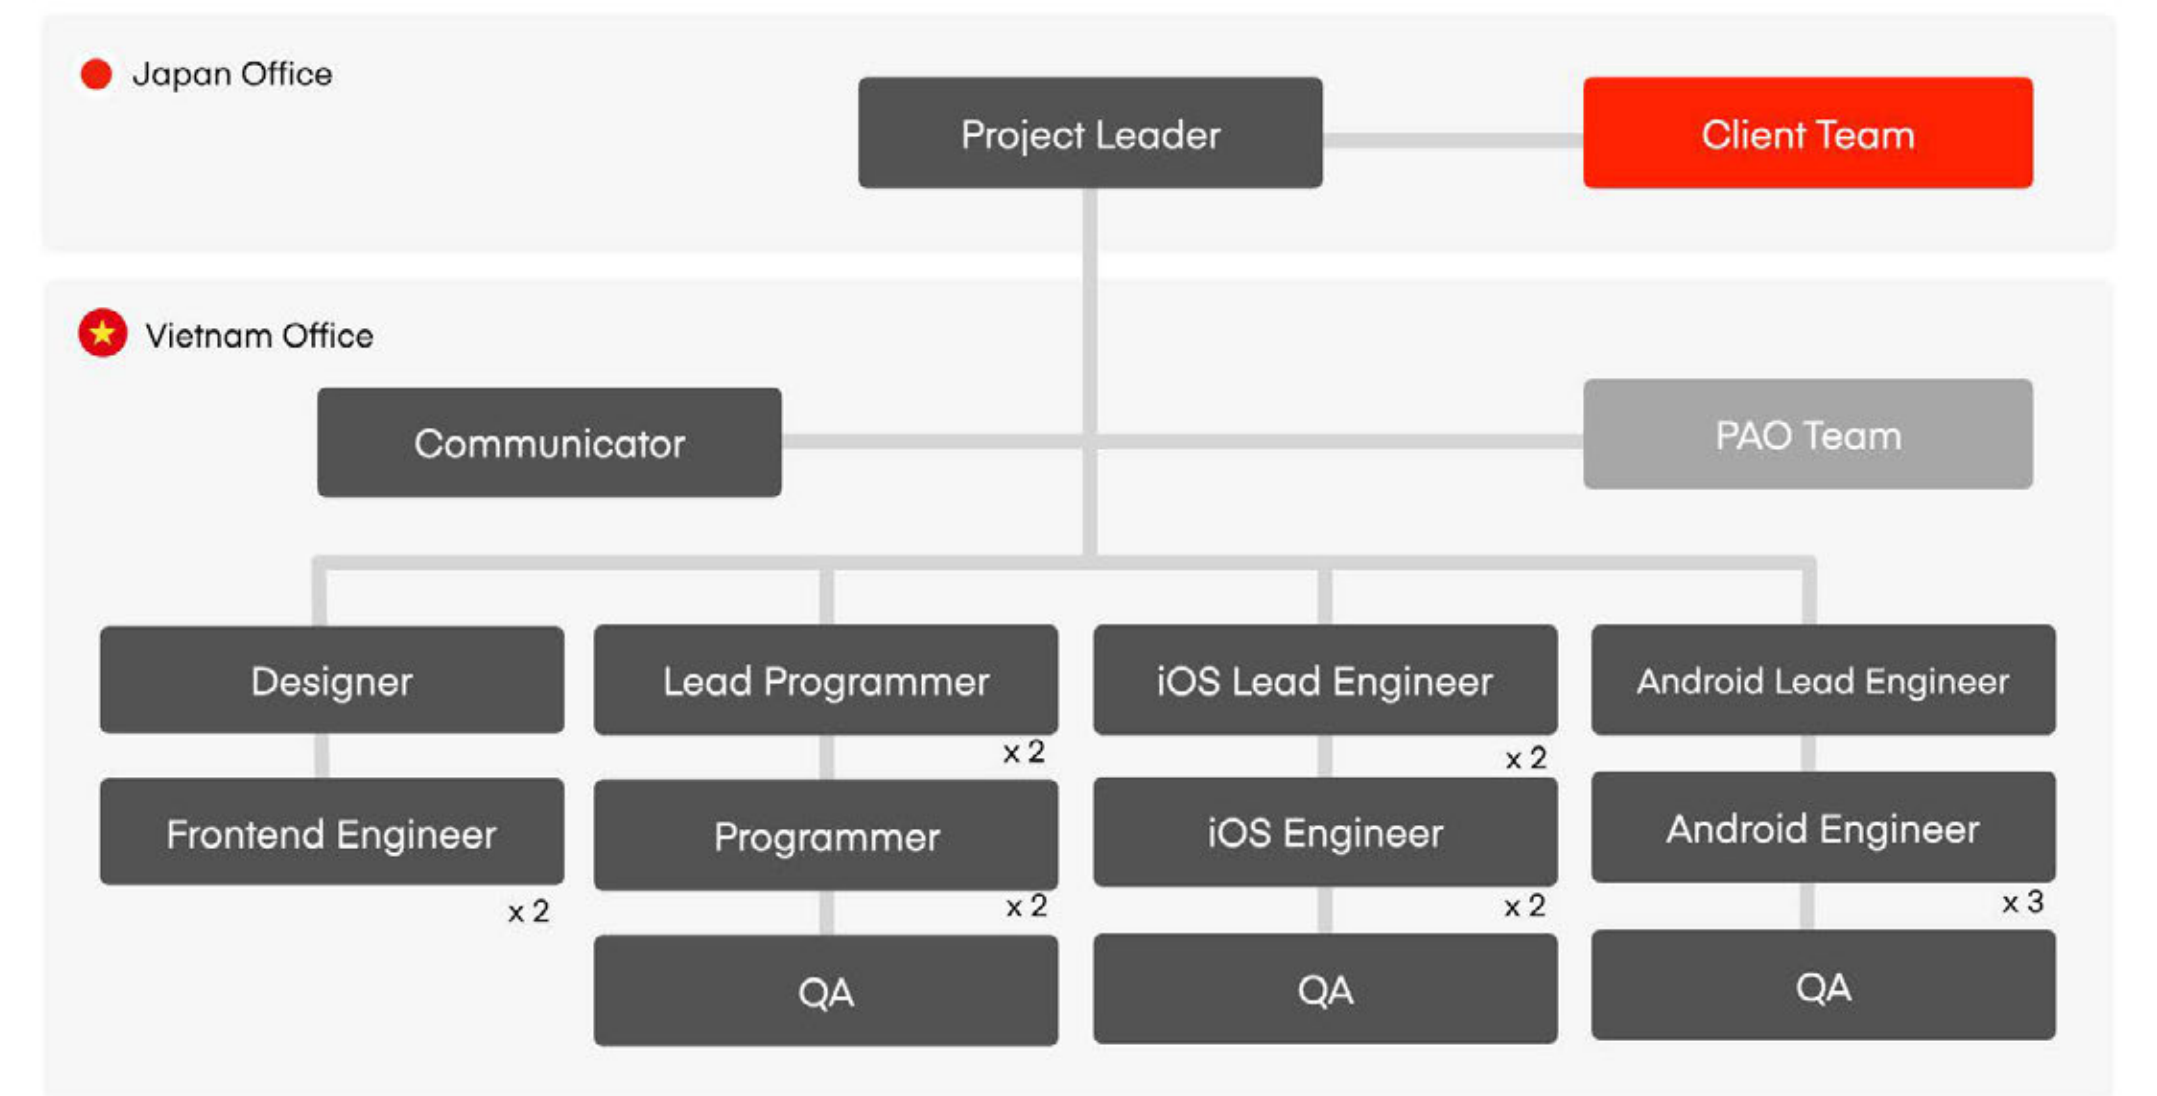 Japan Office
Project Leader
Client Team
Vietnam Office
Communicator
PAO Team
Designer
Lead Programmer
iOS Lead Engineer
Android Lead Engineer
x 2
x 2
Frontend Engineer
Programmer
iOS Engineer
Android Engineer
x 2
x 2
x 2
x 3
QA
QA
QA